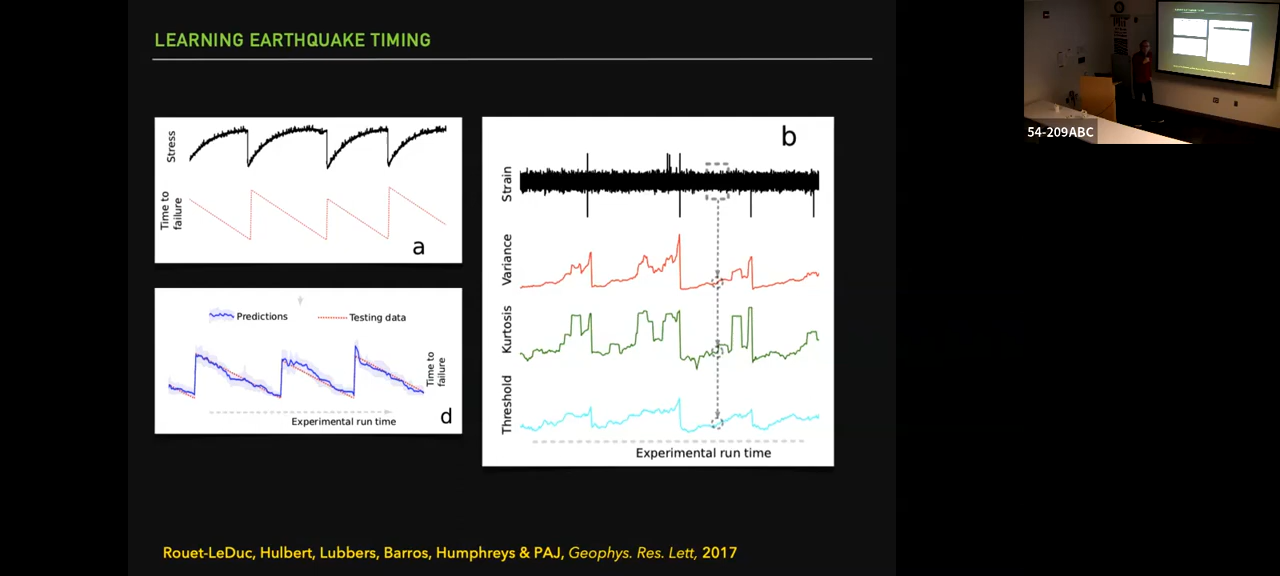 LEARNING EARTHQUAKE TIMING
Stress
Time to
failure
a
Predictions
Testing data
Time to
failure
Experimental run time
d
b
Strain
Variance
Kurtosis
Threshold
Experimental run time
Rouet-LeDuc, Hulbert, Lubbers, Barros, Humphreys & PAJ, Geophys. Res. Lett, 2017
54-209ABC